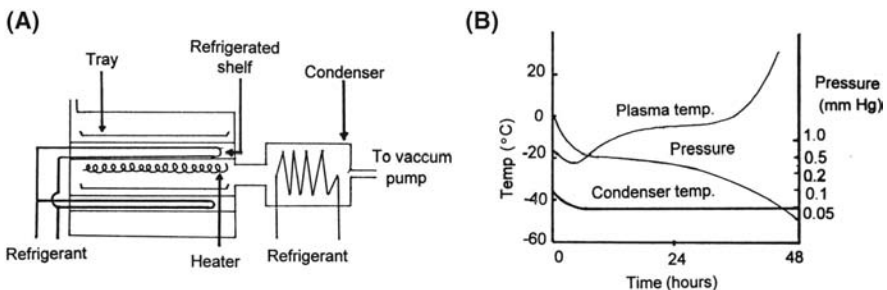 (A)
Tray
Refrigerated
shelf
Condenser
To vaccum
pump
Refrigerant
Heater
Refrigerant
(B)
Temp (°C)
20
0
-20
-40
-60
Plasma temp.
Pressure
Condenser temp.
Pressure
(mm Hg)
1.0
0.5
0.2
0.1
0.05
0
24
48
Time (hours)